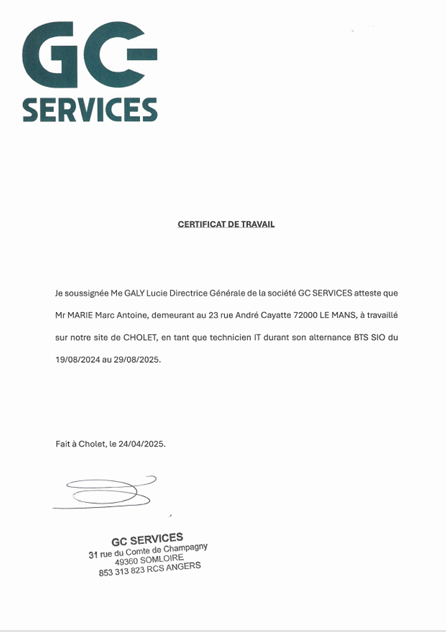 GC
SERVICES
CERTIFICAT DE TRAVAIL
Je soussignée Me GALY Lucie Directrice Générale de la société GC SERVICES atteste que
Mr MARIE Marc Antoine, demeurant au 23 rue André Cayatte 72000 LE MANS, à travaillé
sur notre site de CHOLET, en tant que technicien IT durant son alternance BTS SIO du
19/08/2024 au 29/08/2025.
Fait à Cholet, le 24/04/2025.
GC SERVICES
31 rue du Comte de Champagny
49360 SOMLOIRE
853 313 823 RCS ANGERS